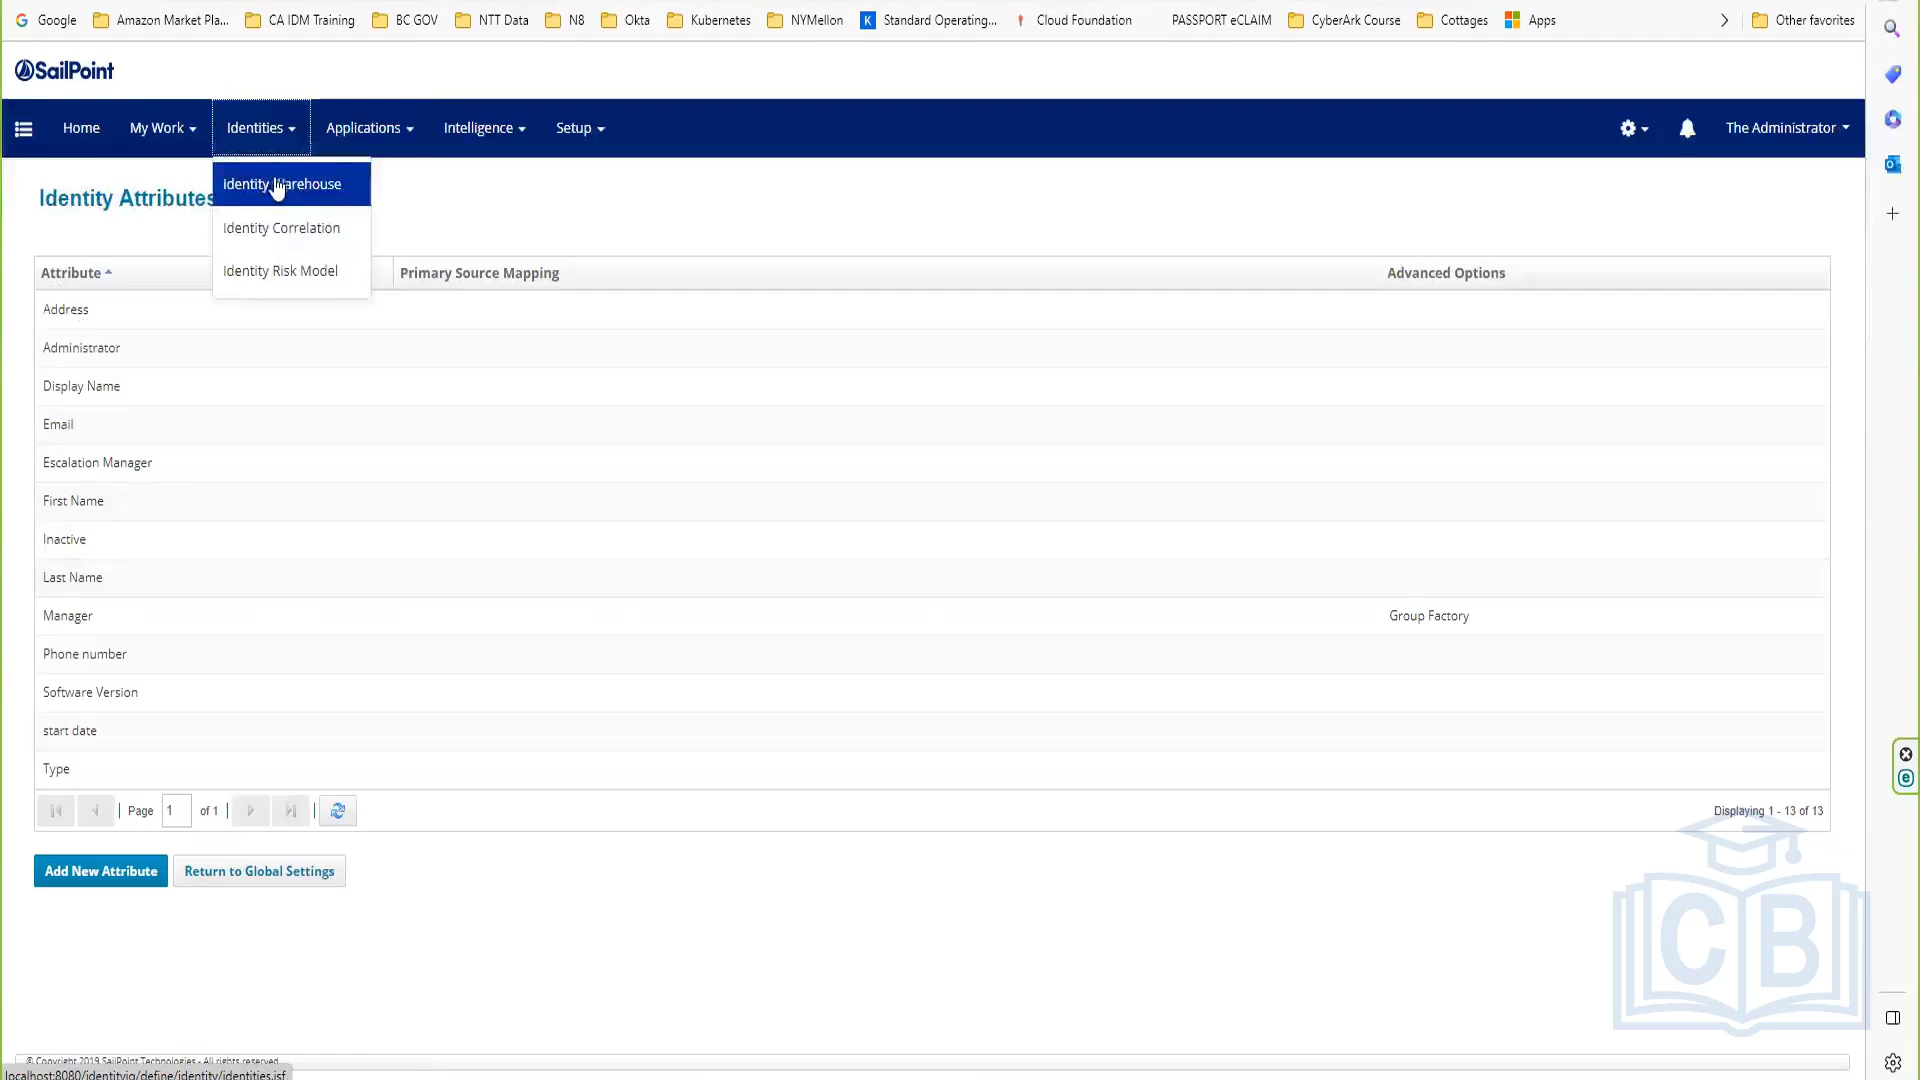 Google Amazon Market Pla... CA IDM Training BC GOV NTT Data N8 Okta Kubernetes NYMellon K Standard Operating... Cloud Foundation PASSPORT eCLAIM CyberArk Course Cottages Apps Other favorites
SailPoint
Home My Work Identities Applications Intelligence Setup The Administrator
Identity Attributes
Identity Warehouse
Identity Correlation
Identity Risk Model
Attribute Primary Source Mapping Advanced Options
Address
Administrator
Display Name
Email
Escalation Manager
First Name
Inactive
Last Name
Manager Group Factory
Phone number
Software Version
start date
Type
Page 1 of 1 Displaying 1 - 13 of 13
Add New Attribute Return to Global Settings
CB
© Copyright 2019 SailPoint Technologies - All rights reserved.
localhost:8080/identityiq/define/identity/identities.jsf